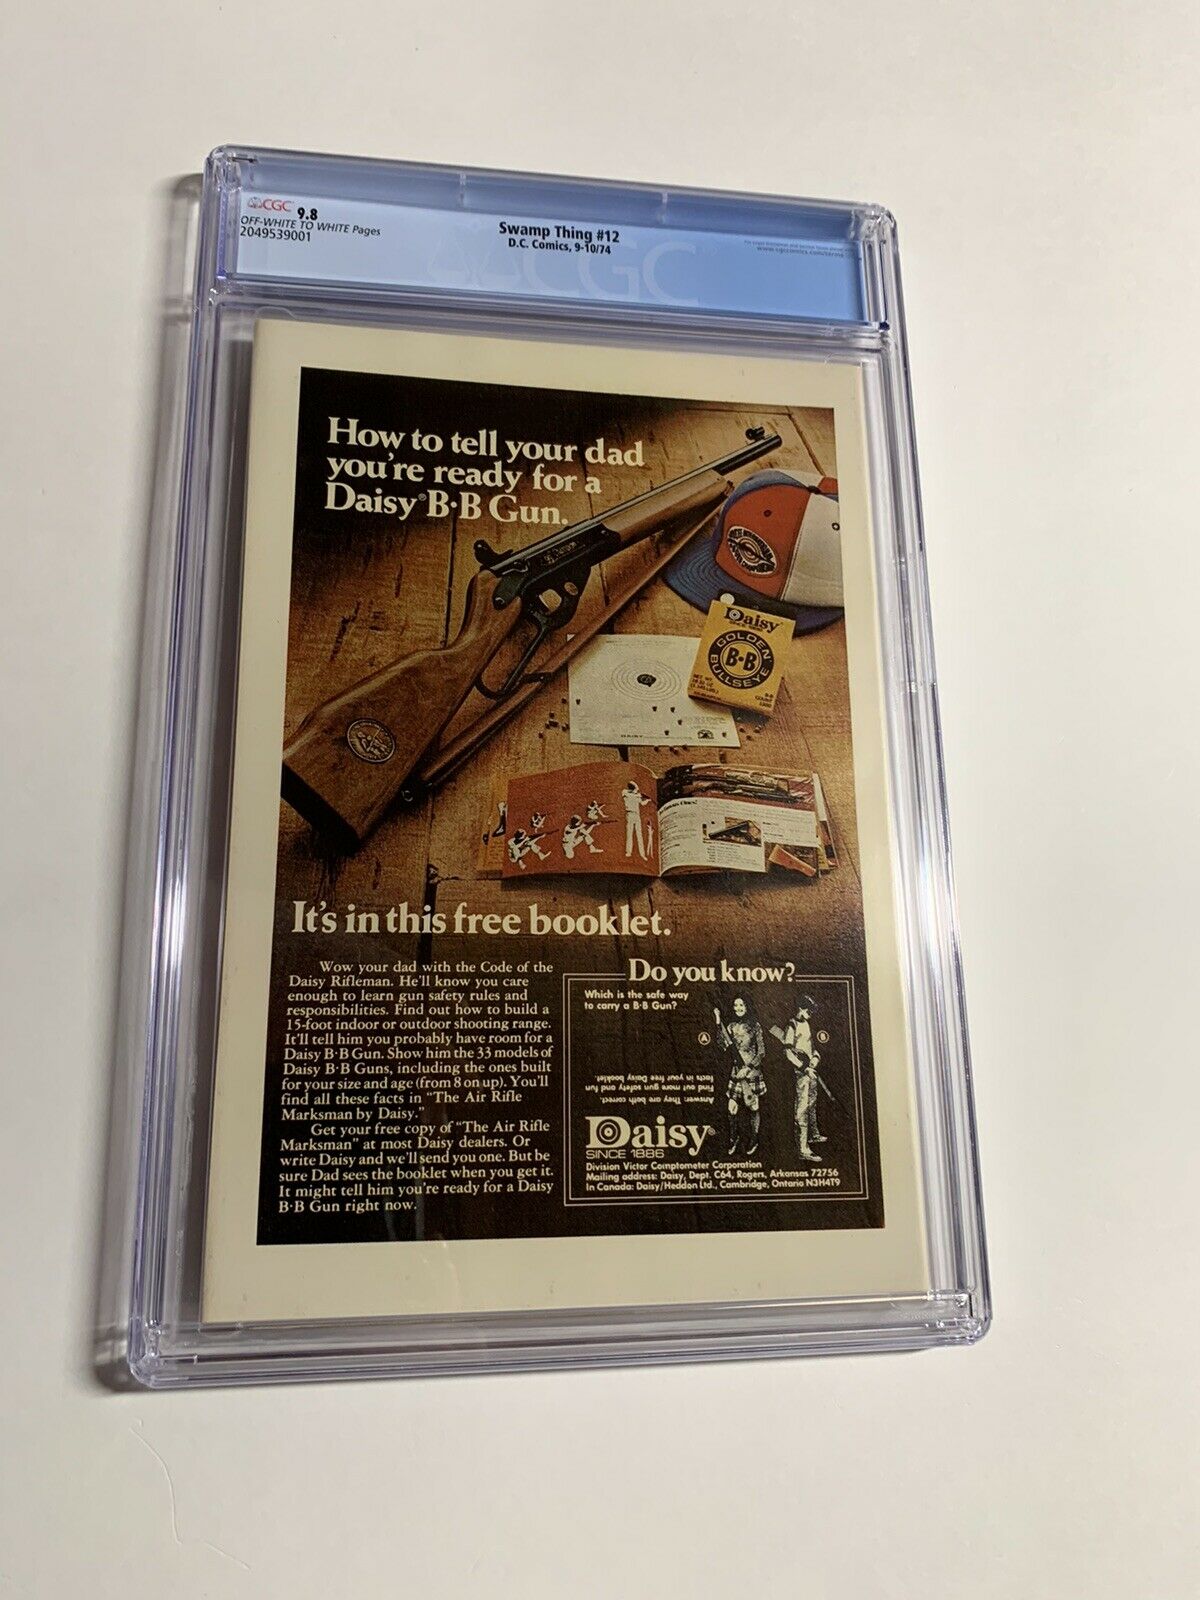 CGC 9.8
OFF-WHITE TO WHITE Pages
2049539001
Swamp Thing #12
D.C. Comics, 9-10/74
CGC
How to tell your dad
you're ready for a
Daisy® B·B Gun.
Daisy
SINCE 1886
GOLDEN
B·B
BULLSEYE
DAISY
It's in this free booklet.
Wow your dad with the Code of the
Daisy Rifleman. He'll know you care
enough to learn gun safety rules and
responsibilities. Find out how to build a
15-foot indoor or outdoor shooting range.
It'll tell him you probably have room for a
Daisy B·B Gun. Show him the 33 models of
Daisy B·B Guns, including the ones built
for your size and age (from 8 on up). You'll
find all these facts in "The Air Rifle
Marksman by Daisy."
Get your free copy of "The Air Rifle
Marksman" at most Daisy dealers. Or
write Daisy and we'll send you one. But be
sure Dad sees the booklet when you get it.
It might tell him you're ready for a Daisy
B·B Gun right now.
Do you know?
Which is the safe way
to carry a B·B Gun?
A
B
Answer: They are both correct.
Find out more gun safety and fun
facts in your free Daisy booklet.
Daisy®
SINCE 1886
Division Victor Comptometer Corporation
Mailing address: Daisy, Dept. C64, Rogers, Arkansas 72756
In Canada: Daisy/Heddon Ltd., Cambridge, Ontario N3H4T9